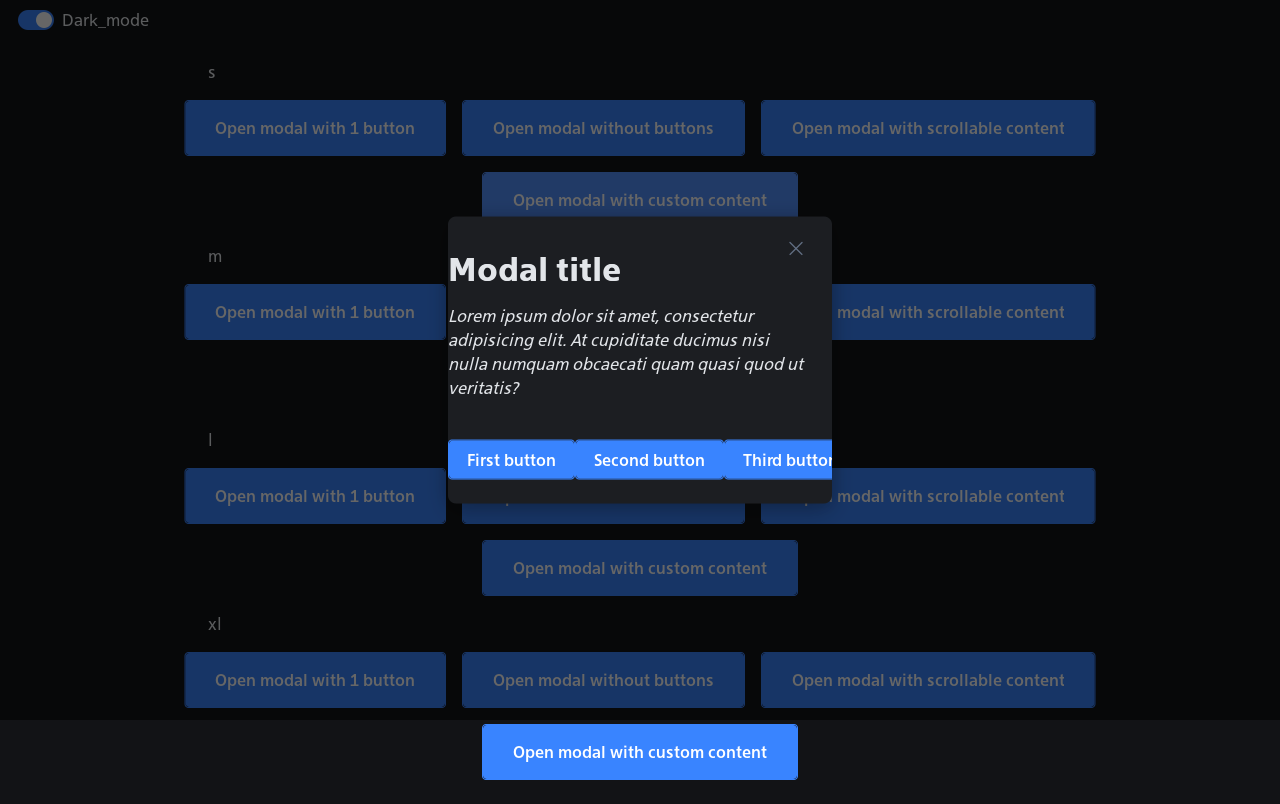 Dark_mode
s
Open modal with 1 button
Open modal without buttons
Open modal with scrollable content
Open modal with custom content
m
Open modal with 1 button
modal with scrollable content
Modal title
Lorem ipsum dolor sit amet, consectetur
adipisicing elit. At cupiditate ducimus nisi
nulla numquam obcaecati quam quasi quod ut
veritatis?
First button
Second button
Third button
l
Open modal with 1 button
modal with scrollable content
Open modal with custom content
xl
Open modal with 1 button
Open modal without buttons
Open modal with scrollable content
Open modal with custom content